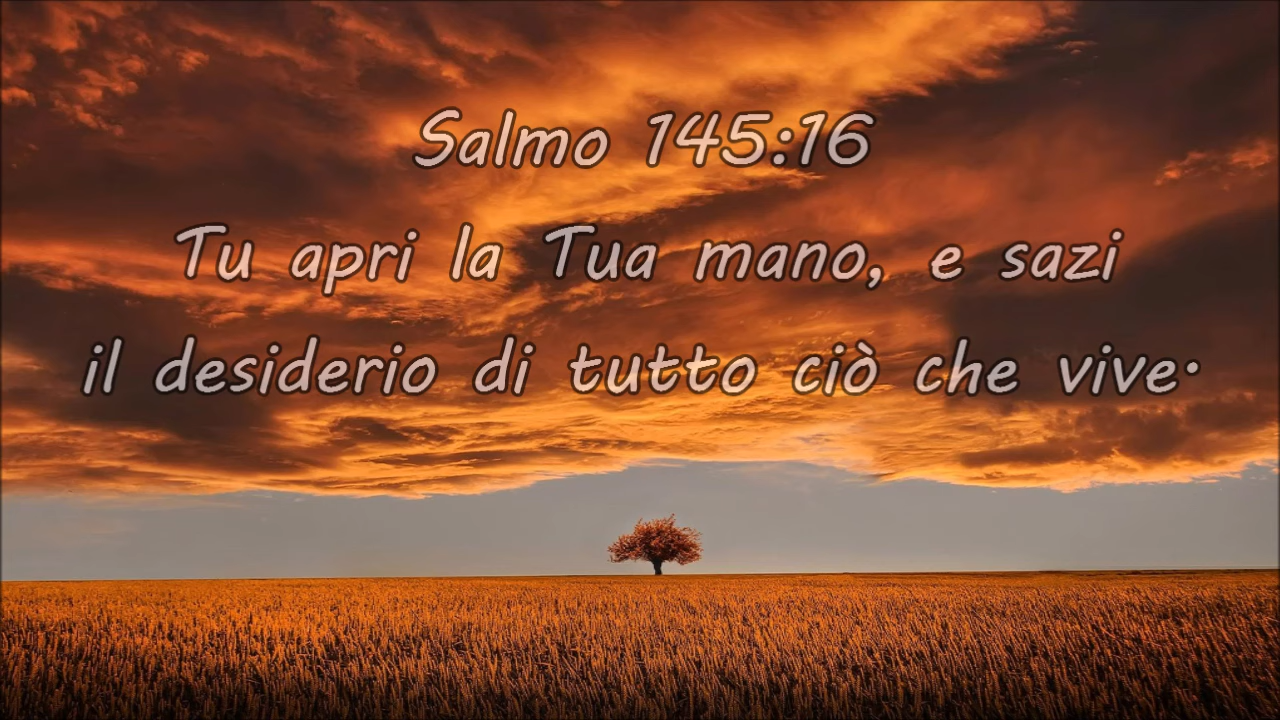 Salmo 145:16
Tu apri la Tua mano, e sazi
il desiderio di tutto ciò che vive·